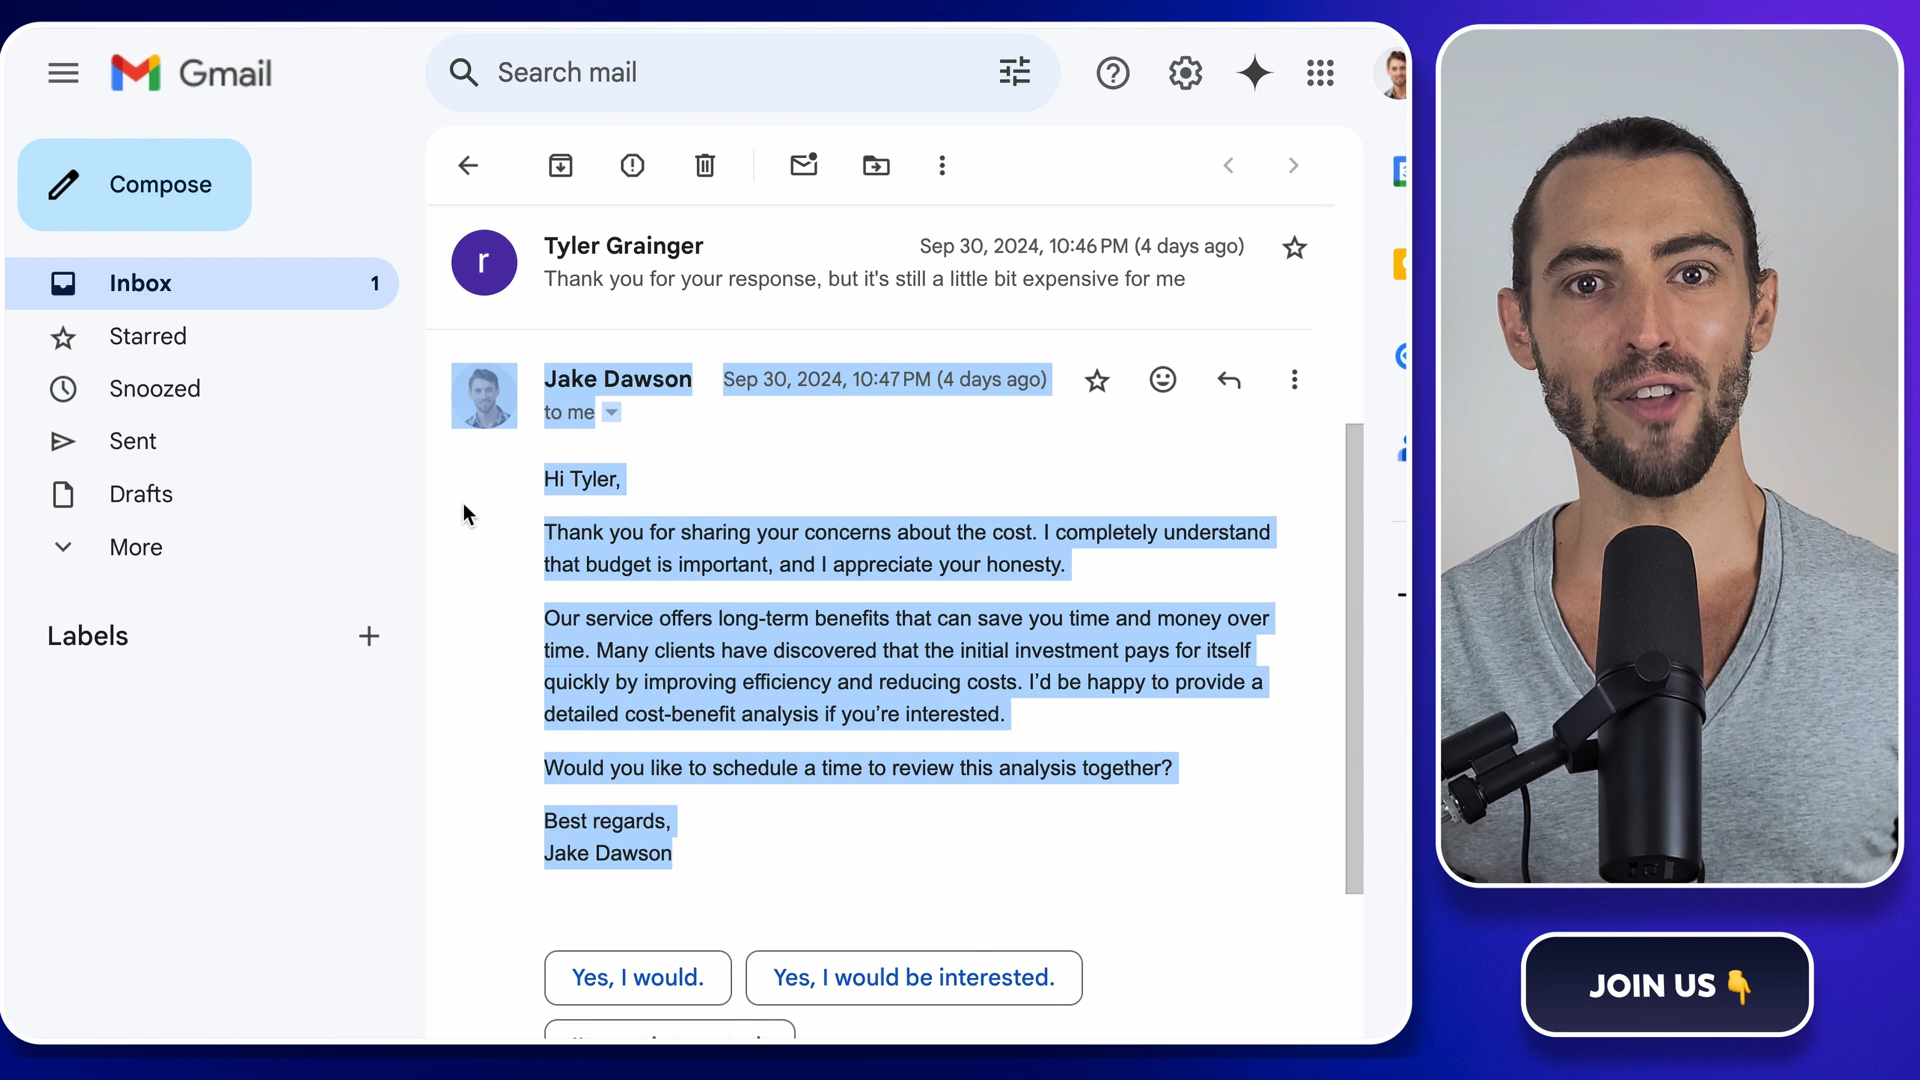 Gmail
Search mail
Compose
Inbox 1
Starred
Snoozed
Sent
Drafts
More
Labels
r
Tyler Grainger Sep 30, 2024, 10:46 PM (4 days ago)
Thank you for your response, but it's still a little bit expensive for me
Jake Dawson Sep 30, 2024, 10:47 PM (4 days ago)
to me
Hi Tyler,
Thank you for sharing your concerns about the cost. I completely understand
that budget is important, and I appreciate your honesty.
Our service offers long-term benefits that can save you time and money over
time. Many clients have discovered that the initial investment pays for itself
quickly by improving efficiency and reducing costs. I’d be happy to provide a
detailed cost-benefit analysis if you’re interested.
Would you like to schedule a time to review this analysis together?
Best regards,
Jake Dawson
Yes, I would.
Yes, I would be interested.
JOIN US 👇